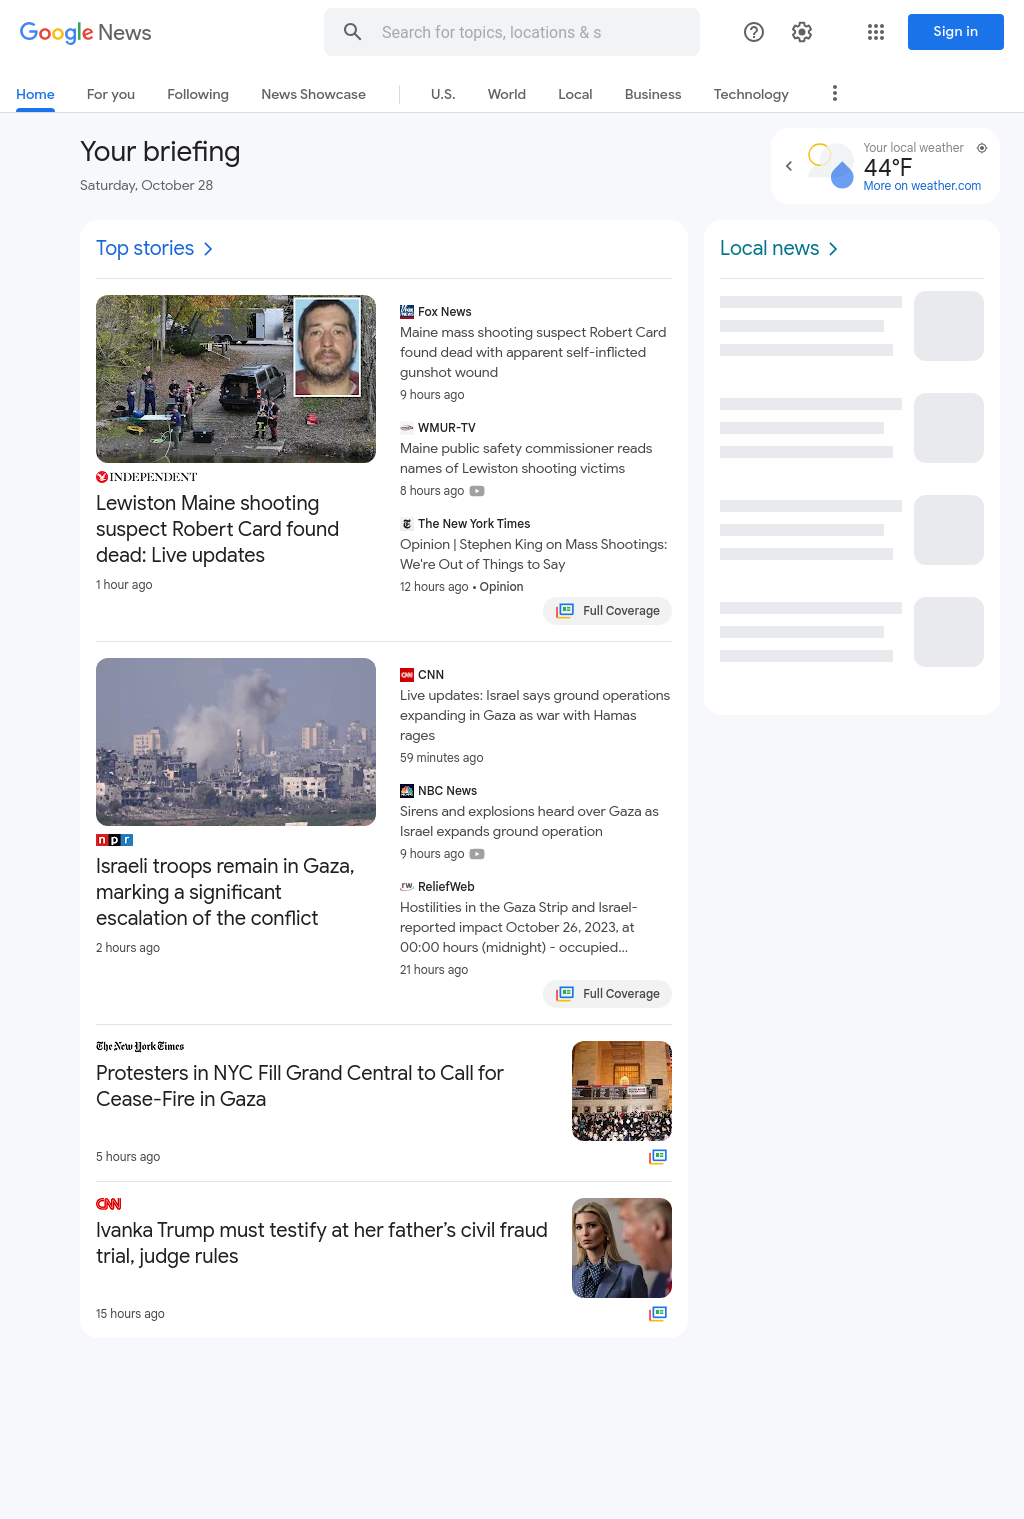 Google News
Search for topics, locations & s
Sign in
Home
For you
Following
News Showcase
U.S.
World
Local
Business
Technology
Your briefing
Saturday, October 28
Your local weather
44°F
More on weather.com
Top stories
INDEPENDENT
Lewiston Maine shooting
suspect Robert Card found
dead: Live updates
1 hour ago
Fox News
Maine mass shooting suspect Robert Card
found dead with apparent self-inflicted
gunshot wound
9 hours ago
WMUR-TV
Maine public safety commissioner reads
names of Lewiston shooting victims
8 hours ago
The New York Times
Opinion | Stephen King on Mass Shootings:
We're Out of Things to Say
12 hours ago • Opinion
Full Coverage
npr
Israeli troops remain in Gaza,
marking a significant
escalation of the conflict
2 hours ago
CNN
Live updates: Israel says ground operations
expanding in Gaza as war with Hamas
rages
59 minutes ago
NBC News
Sirens and explosions heard over Gaza as
Israel expands ground operation
9 hours ago
ReliefWeb
Hostilities in the Gaza Strip and Israel-
reported impact October 26, 2023, at
00:00 hours (midnight) - occupied...
21 hours ago
Full Coverage
The New York Times
Protesters in NYC Fill Grand Central to Call for
Cease-Fire in Gaza
5 hours ago
CNN
Ivanka Trump must testify at her father’s civil fraud
trial, judge rules
15 hours ago
Local news